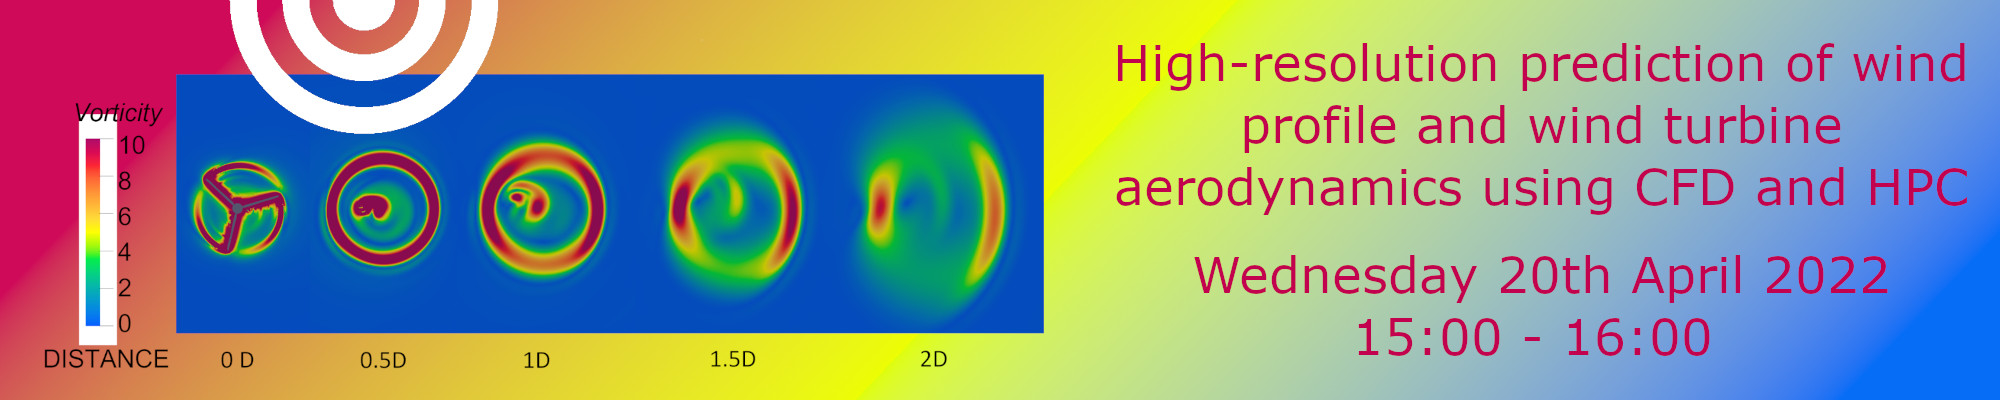 High-resolution prediction of wind
profile and wind turbine
aerodynamics using CFD and HPC
Wednesday 20th April 2022
15:00 - 16:00
Vorticity
10
8
6
4
2
0
DISTANCE 0 D 0.5D 1D 1.5D 2D